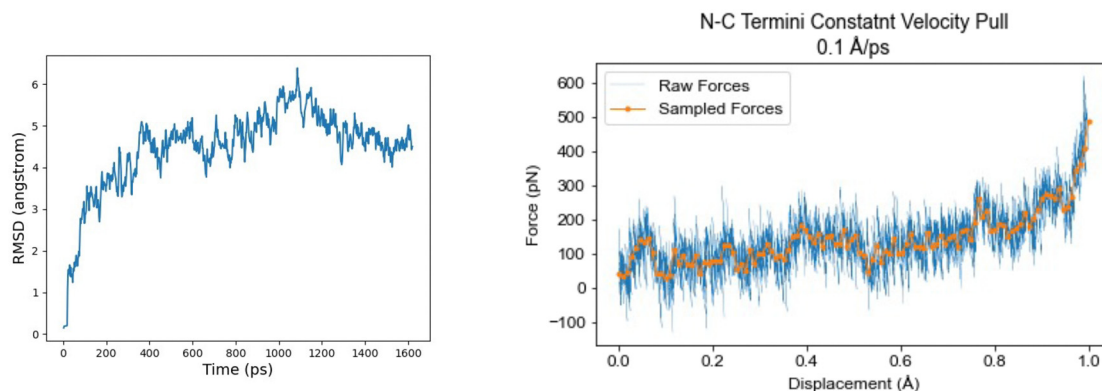 6
5
4
3
2
1
0
RMSD (angstrom)
0 200 400 600 800 1000 1200 1400 1600
Time (ps)
N-C Termini Constatnt Velocity Pull
0.1 Å/ps
Raw Forces
Sampled Forces
600
500
400
300
200
100
0
−100
Force (pN)
0.0 0.2 0.4 0.6 0.8 1.0
Displacement (Å)